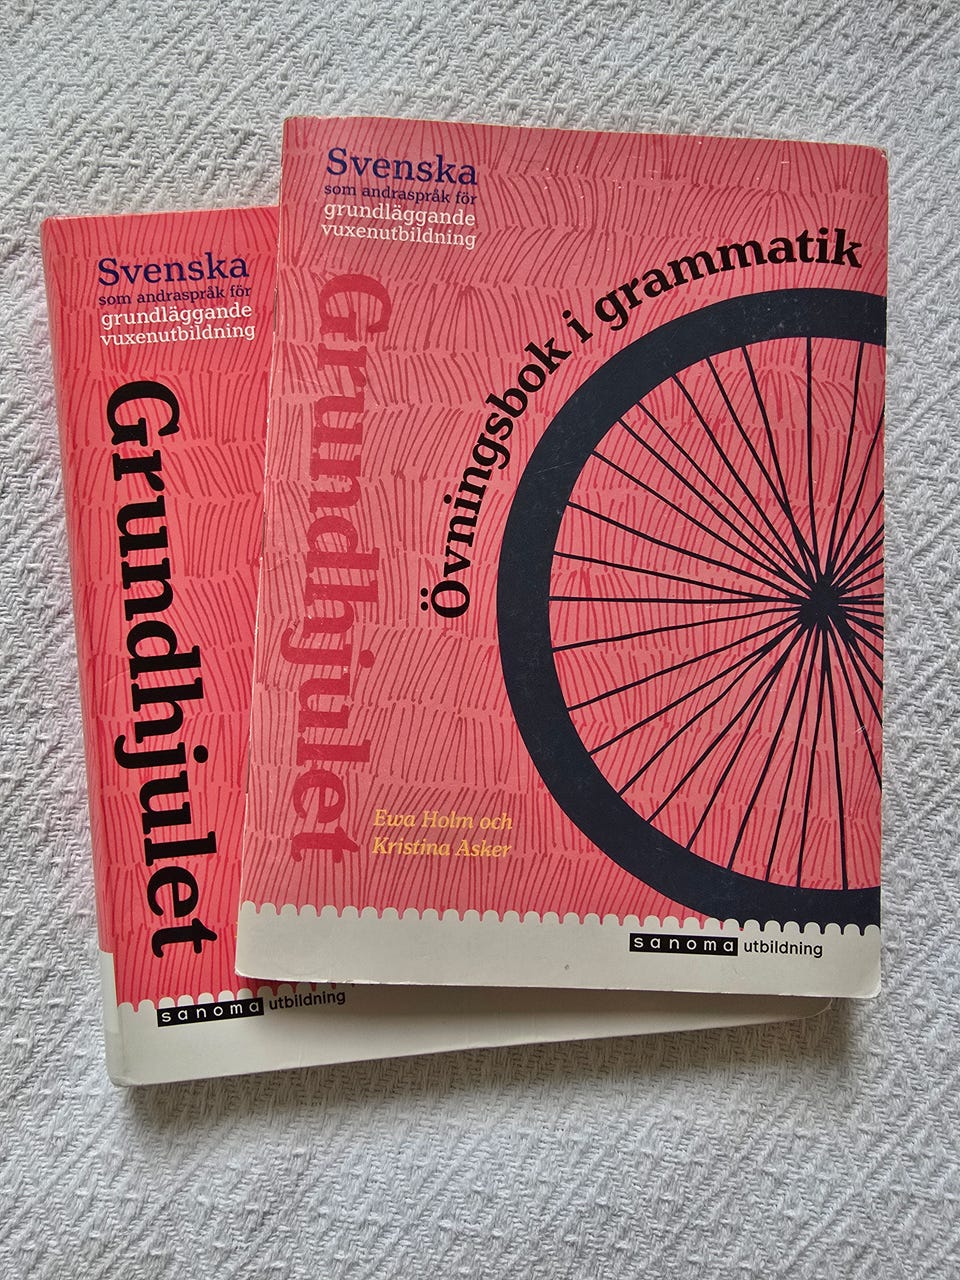 Svenska
som andraspråk för
grundläggande
vuxenutbildning
Grundhjulet
sanoma utbildning
Svenska
som andraspråk för
grundläggande
vuxenutbildning
Grundhjulet
Övningsbok i grammatik
Ewa Holm och
Kristina Asker
sanoma utbildning